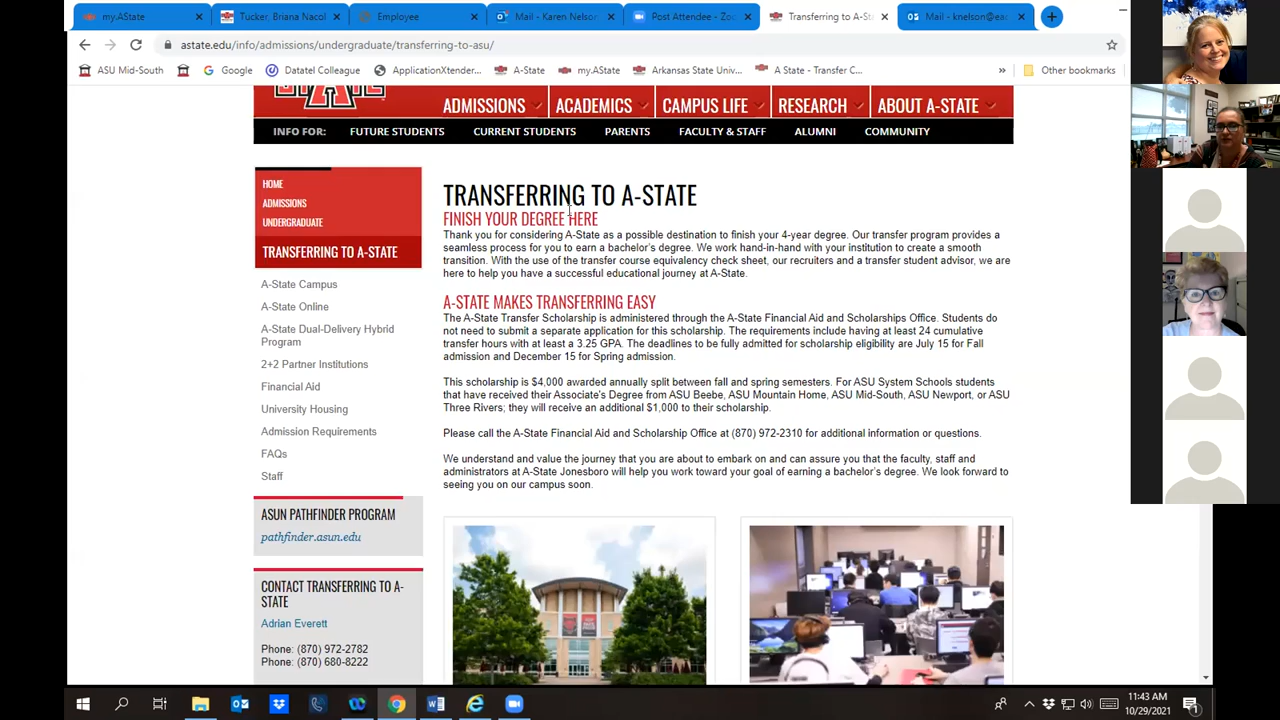 my.AState
Tucker, Briana Nacol
Employee
Mail - Karen Nelson
Post Attendee - Zoo
Transferring to A-St
Mail - knelson@ea
astate.edu/info/admissions/undergraduate/transferring-to-asu/
ASU Mid-South
Google
Datatel Colleague
ApplicationXtender...
A-State
my.AState
Arkansas State Univ...
A State - Transfer C...
»
Other bookmarks
ADMISSIONS
ACADEMICS
CAMPUS LIFE
RESEARCH
ABOUT A-STATE
INFO FOR:
FUTURE STUDENTS
CURRENT STUDENTS
PARENTS
FACULTY & STAFF
ALUMNI
COMMUNITY
HOME
ADMISSIONS
UNDERGRADUATE
TRANSFERRING TO A-STATE
A-State Campus
A-State Online
A-State Dual-Delivery Hybrid
Program
2+2 Partner Institutions
Financial Aid
University Housing
Admission Requirements
FAQs
Staff
ASUN PATHFINDER PROGRAM
pathfinder.asun.edu
CONTACT TRANSFERRING TO A-
STATE
Adrian Everett
Phone: (870) 972-2782
Phone: (870) 680-8222
TRANSFERRING TO A-STATE
FINISH YOUR DEGREE HERE
Thank you for considering A-State as a possible destination to finish your 4-year degree. Our transfer program provides a
seamless process for you to earn a bachelor's degree. We work hand-in-hand with your institution to create a smooth
transition. With the use of the transfer course equivalency check sheet, our recruiters and a transfer student advisor, we are
here to help you have a successful educational journey at A-State.
A-STATE MAKES TRANSFERRING EASY
The A-State Transfer Scholarship is administered through the A-State Financial Aid and Scholarships Office. Students do
not need to submit a separate application for this scholarship. The requirements include having at least 24 cumulative
transfer hours with at least a 3.25 GPA. The deadlines to be fully admitted for scholarship eligibility are July 15 for Fall
admission and December 15 for Spring admission.
This scholarship is $4,000 awarded annually split between fall and spring semesters. For ASU System Schools students
that have received their Associate's Degree from ASU Beebe, ASU Mountain Home, ASU Mid-South, ASU Newport, or ASU
Three Rivers; they will receive an additional $1,000 to their scholarship.
Please call the A-State Financial Aid and Scholarship Office at (870) 972-2310 for additional information or questions.
We understand and value the journey that you are about to embark on and can assure you that the faculty, staff and
administrators at A-State Jonesboro will help you work toward your goal of earning a bachelor's degree. We look forward to
seeing you on our campus soon.
11:43 AM
10/29/2021